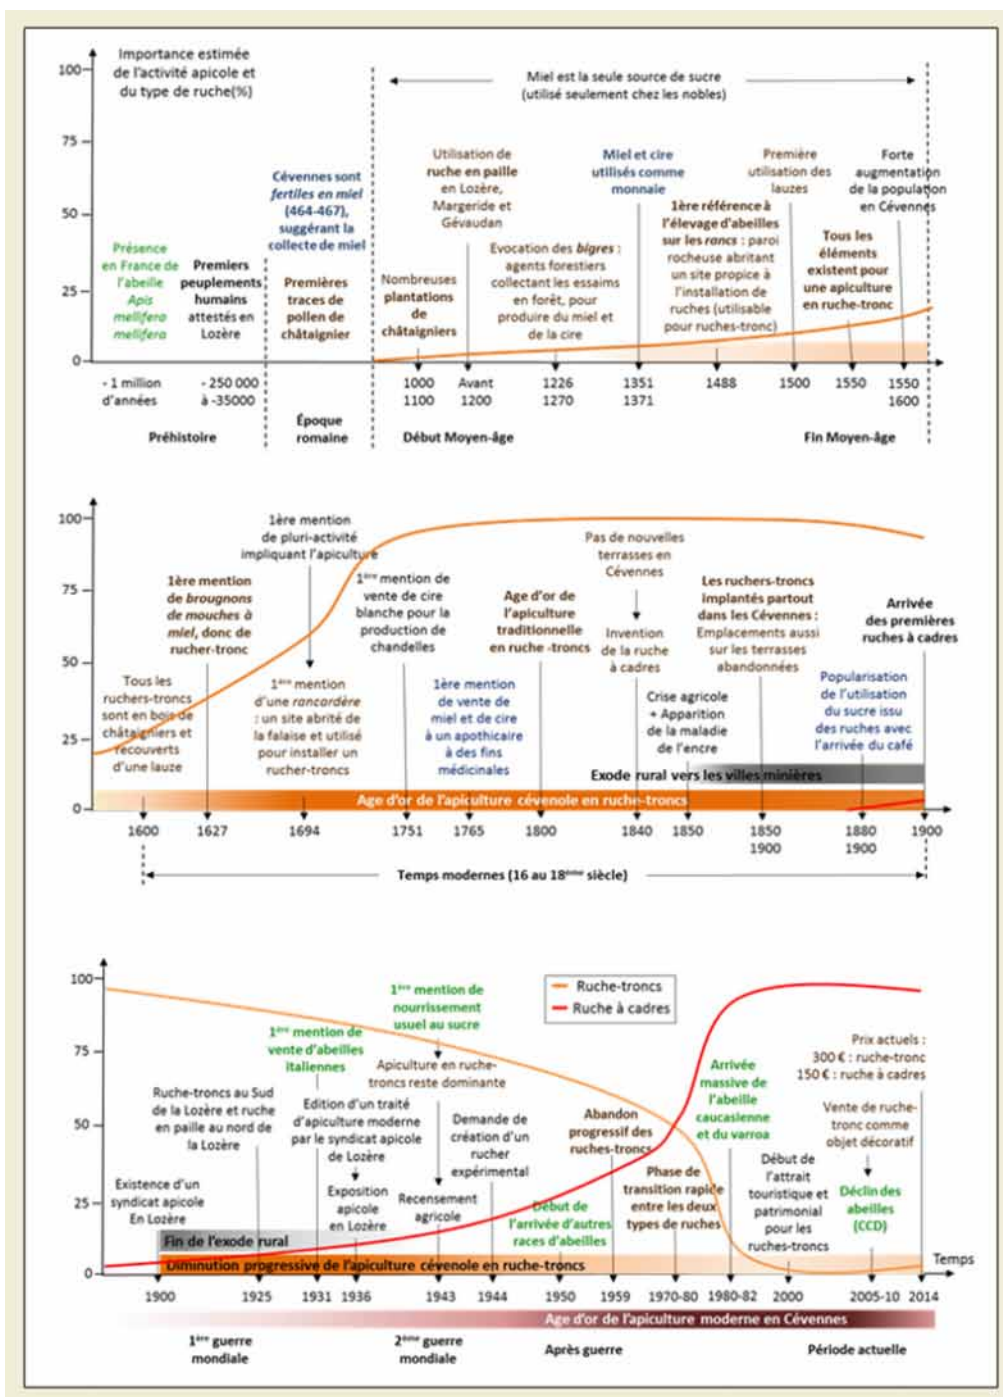 Importance estimée
de l'activité apicole et
du type de ruche(%)
100
75
50
25
0
Miel est la seule source de sucre
(utilisé seulement chez les nobles)
Présence
en France de
l'abeille
Apis
mellifera
mellifera
Premiers
peuplements
humains
attestés en
Lozère
Cévennes sont
fertiles en miel
(464-467),
suggérant la
collecte de miel
Premières
traces de
pollen de
châtaignier
Nombreuses
plantations
de
châtaigniers
Utilisation de
ruche en paille
en Lozère,
Margeride et
Gévaudan
Evocation des bigres :
agents forestiers
collectant les essaims
en forêt, pour
produire du miel et
de la cire
Miel et cire
utilisés comme
monnaie
1ère référence à
l'élevage d'abeilles
sur les rancs : paroi
rocheuse abritant
un site propice à
l'installation de
ruches (utilisable
pour ruches-tronc)
Première
utilisation des
lauzes
Tous les
éléments
existent pour
une apiculture
en ruche-tronc
Forte
augmentation
de la population
en Cévennes
- 1 million
d'années
- 250 000
à -35000
1000
1100
Avant
1200
1226
1270
1351
1371
1488
1500
1550
1550
1600
Préhistoire
Époque
romaine
Début Moyen-âge
Fin Moyen-âge
100
75
50
25
0
Tous les
ruchers-troncs
sont en bois de
châtaigniers et
recouverts
d'une lauze
1ère mention
de brougnons
de mouches à
miel, donc de
rucher-tronc
1ère mention
de pluri-activité
impliquant l'apiculture
1ère mention
d'une rancardère
: un site abrité de
la falaise et utilisé
pour installer un
rucher-troncs
1ère mention de
vente de cire
blanche pour la
production de
chandelles
1ère mention
de vente de
miel et de cire
à un apothicaire
à des fins
médicinales
Age d'or de
l'apiculture
traditionnelle
en ruche -troncs
Pas de nouvelles
terrasses en
Cévennes
Invention
de la ruche
à cadres
Crise agricole
+ Apparition
de la maladie
de l'encre
Les ruchers-troncs
implantés partout
dans les Cévennes :
Emplacements aussi
sur les terrasses
abandonnées
Popularisation
de l'utilisation
du sucre issu
des ruches avec
l'arrivée du café
Arrivée
des premières
ruches à cadres
Exode rural vers les villes minières
Age d'or de l'apiculture cévenole en ruche-troncs
1600
1627
1694
1751
1765
1800
1840
1850
1850
1900
1880
1900
1900
Temps modernes (16 au 18ème siècle)
100
75
50
25
0
Ruche-troncs
Ruche à cadres
Existence d'un
syndicat apicole
En Lozère
Ruche-troncs au Sud
de la Lozère et ruche
en paille au nord de
la Lozère
1ère mention de
vente d'abeilles
italiennes
Edition d'un traité
d'apiculture moderne
par le syndicat apicole
de Lozère
Exposition
apicole
en Lozère
1ère mention de
nourrissement
usuel au sucre
Apiculture en ruche-
troncs reste dominante
Recensement
agricole
Demande de
création d'un
rucher
expérimental
Début de
l'arrivée d'autres
races d'abeilles
Abandon
progressif des
ruches-troncs
Phase de
transition rapide
entre les deux
types de ruches
Arrivée
massive de
l'abeille
caucasienne
et du varroa
Début de
l'attrait
touristique et
patrimonial
pour les
ruches-troncs
Prix actuels :
300 € : ruche-tronc
150 € : ruche à cadres
Vente de ruche-
tronc comme
objet décoratif
Déclin des
abeilles
(CCD)
Fin de l'exode rural
Diminution progressive de l'apiculture cévenole en ruche-troncs
Temps
1900
1925
1931
1936
1943
1944
1950
1959
1970-80
1980-82
2000
2005-10
2014
Age d'or de l'apiculture moderne en Cévennes
1ère guerre
mondiale
2ème guerre
mondiale
Après guerre
Période actuelle